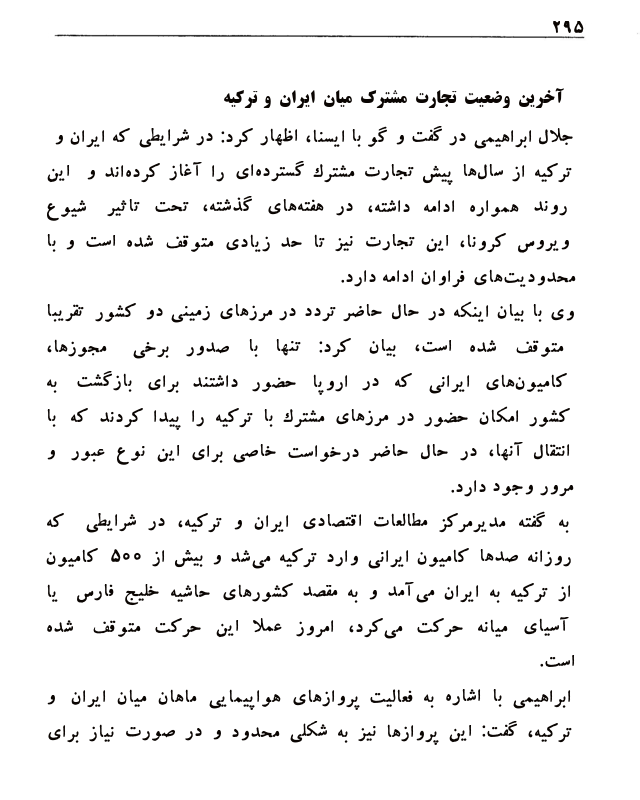 ۲۹۵
آخرین وضعیت تجارت مشترک میان ایران و ترکیه
جلال ابراهیمی در گفت و گو با ایسنا، اظهار کرد: در شرایطی که ایران و
ترکیه از سال‌ها پیش تجارت مشترك گسترده‌ای را آغاز کرده‌اند و این
روند همواره ادامه داشته، در هفته‌های گذشته، تحت تاثیر شیوع
ویروس کرونا، این تجارت نیز تا حد زیادی متوقف شده است و با
محدودیت‌های فراوان ادامه دارد.
وی با بیان اینکه در حال حاضر تردد در مرزهای زمینی دو کشور تقریبا
متوقف شده است، بیان کرد: تنها با صدور برخی مجوزها،
کامیون‌های ایرانی که در اروپا حضور داشتند برای بازگشت به
کشور امکان حضور در مرزهای مشترك با ترکیه را پیدا کردند که با
انتقال آنها، در حال حاضر درخواست خاصی برای این نوع عبور و
مرور وجود دارد.
به گفته مدیرمرکز مطالعات اقتصادی ایران و ترکیه، در شرایطی که
روزانه صدها کامیون ایرانی وارد ترکیه می‌شد و بیش از ۵۰۰ کامیون
از ترکیه به ایران می‌آمد و به مقصد کشورهای حاشیه خلیج فارس یا
آسیای میانه حرکت می‌کرد، امروز عملا این حرکت متوقف شده
است.
ابراهیمی با اشاره به فعالیت پروازهای هواپیمایی ماهان میان ایران و
ترکیه، گفت: این پروازها نیز به شکلی محدود و در صورت نیاز برای